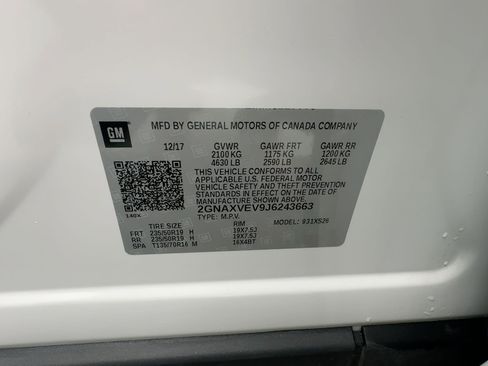 GM
MFD BY GENERAL MOTORS OF CANADA COMPANY
12/17 GVWR GAWR FRT GAWR RR
2100 KG 1175 KG 1200 KG
4630 LB 2590 LB 2645 LB
THIS VEHICLE CONFORMS TO ALL
APPLICABLE U.S. FEDERAL MOTOR
VEHICLE SAFETY AND THEFT
PREVENTION STANDARDS IN EFFECT
ON THE DATE OF
MANUFACTURE SHOWN ABOVE.
140X 2GNAXVEV9J6243663
TYPE: M.P.V. MODEL: 931XS26
TIRE SIZE RIM
FRT 235/50R19 H 19X7.5J
RR 235/50R19 H 19X7.5J
SPA T135/70R16 M 16X4BT